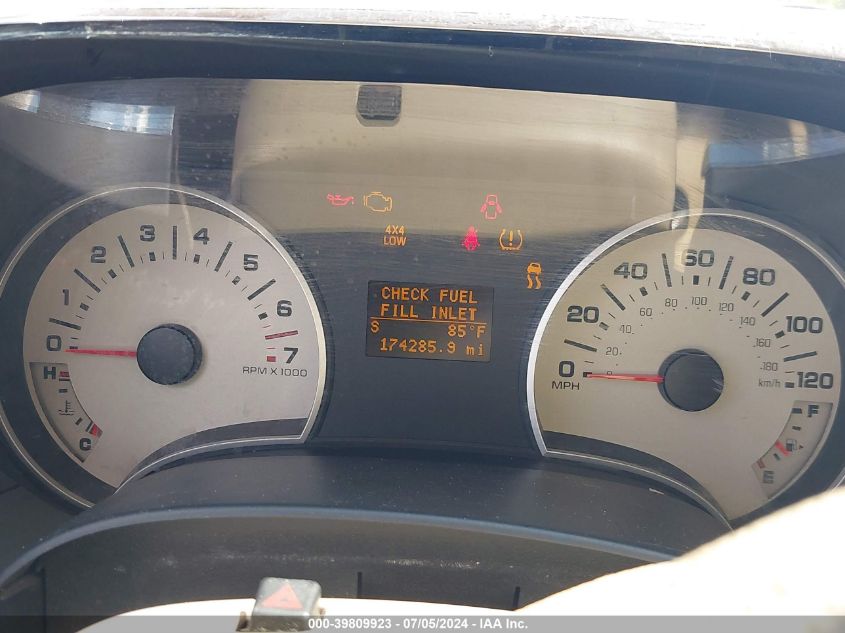 4X4
LOW
CHECK FUEL
FILL INLET
S 85°F
174285.9 mi
0 1 2 3 4 5 6 7
RPM X 1000
H
C
0 20 40 60 80 100 120
MPH
0 20 40 60 80 100 120 140 160 180
km/h
F
E
000-39809923 - 07/05/2024 - IAA Inc.